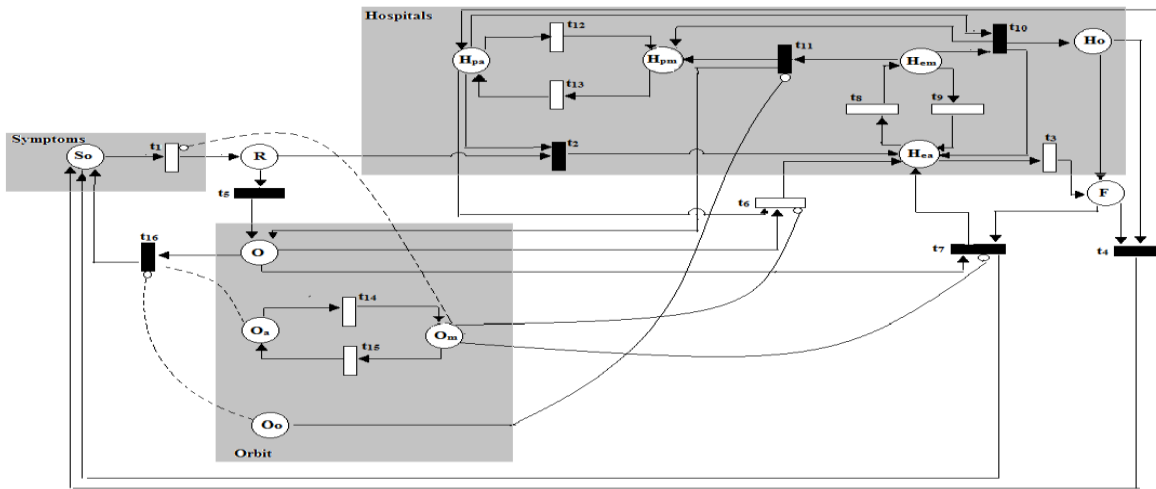 Hospitals
t12
t10
Ho
Hpa
Hpm
t11
Hem
t13
t8
t9
Symptoms
t1
So
R
t2
Hea
t3
t5
t6
F
t16
O
t7
t4
t14
Oa
Om
t15
Oo
Orbit